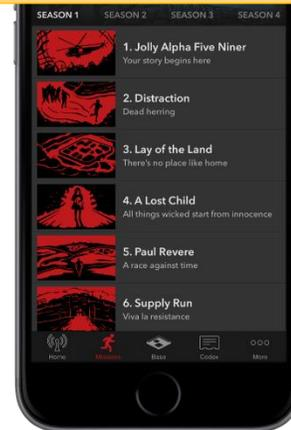 SEASON 1 SEASON 2 SEASON 3 SEASON 4
1. Jolly Alpha Five Niner
Your story begins here
2. Distraction
Dead herring
3. Lay of the Land
There's no place like home
4. A Lost Child
All things wicked start from innocence
5. Paul Revere
A race against time
6. Supply Run
Viva la resistance
Home Missions Base Codex More